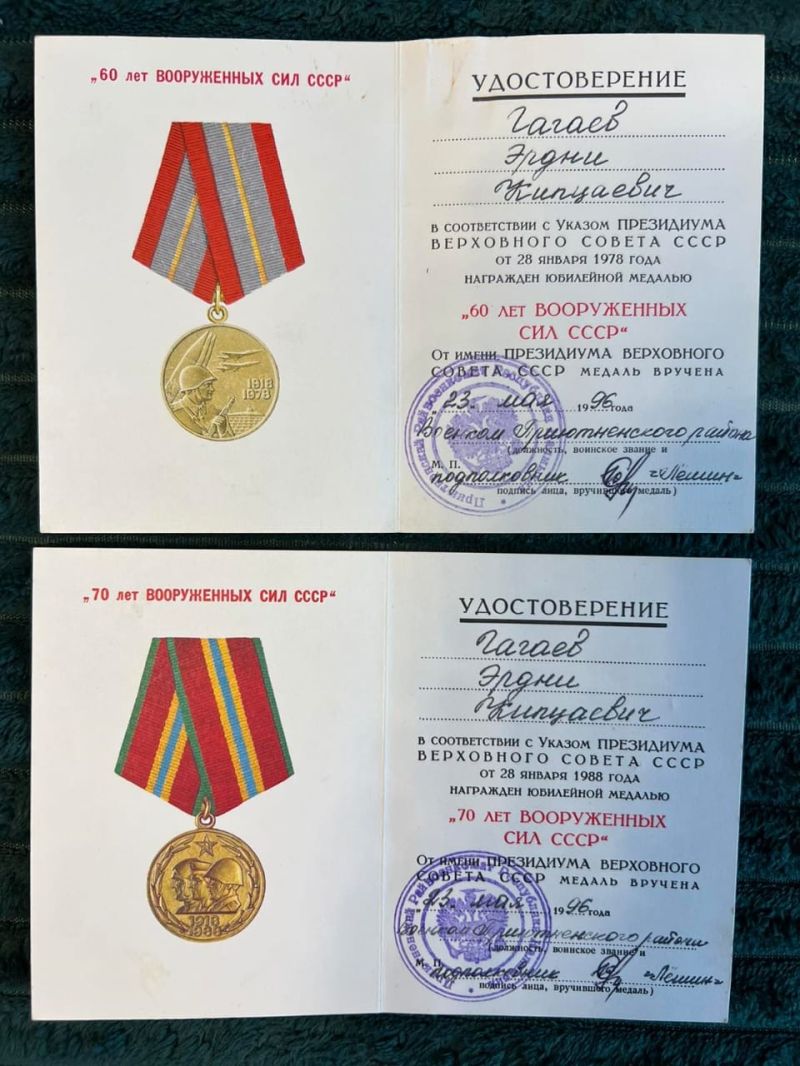 „60 лет ВООРУЖЕННЫХ СИЛ СССР“
1918
1978
УДОСТОВЕРЕНИЕ
Гагаев
Эрдни
Кипцаевич
в соответствии с Указом ПРЕЗИДИУМА
ВЕРХОВНОГО СОВЕТА СССР
от 28 января 1978 года
награжден юбилейной медалью
„60 лет ВООРУЖЕННЫХ
СИЛ СССР“
От имени ПРЕЗИДИУМА ВЕРХОВНОГО
СОВЕТА СССР медаль вручена
„23. мая 1996года
Военком Приютненского района
(должность, воинское звание и
М. П.
подполковник «Лёшин»
подпись лица, вручившего медаль)
„70 лет ВООРУЖЕННЫХ СИЛ СССР“
1918
1988
УДОСТОВЕРЕНИЕ
Гагаев
Эрдни
Кипцаевич
в соответствии с Указом ПРЕЗИДИУМА
ВЕРХОВНОГО СОВЕТА СССР
от 28 января 1988 года
награжден юбилейной медалью
„70 лет ВООРУЖЕННЫХ
СИЛ СССР“
От имени ПРЕЗИДИУМА ВЕРХОВНОГО
СОВЕТА СССР медаль вручена
„23. мая 1996года
Военком Приютненского района
(должность, воинское звание и
М. П.
подполковник «Лёшин»
подпись лица, вручившего медаль)